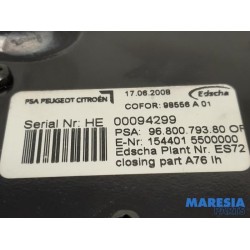 PSA PEUGEOT CITROËN
17.06.2008
Edscha
COFOR: 98556 A 01
Serial Nr: HE 00094299
PSA: 96.800.793.80 OF
E-Nr: 154401 5500000
Edscha Plant Nr. ES72
closing part A76 lh
MARESIA